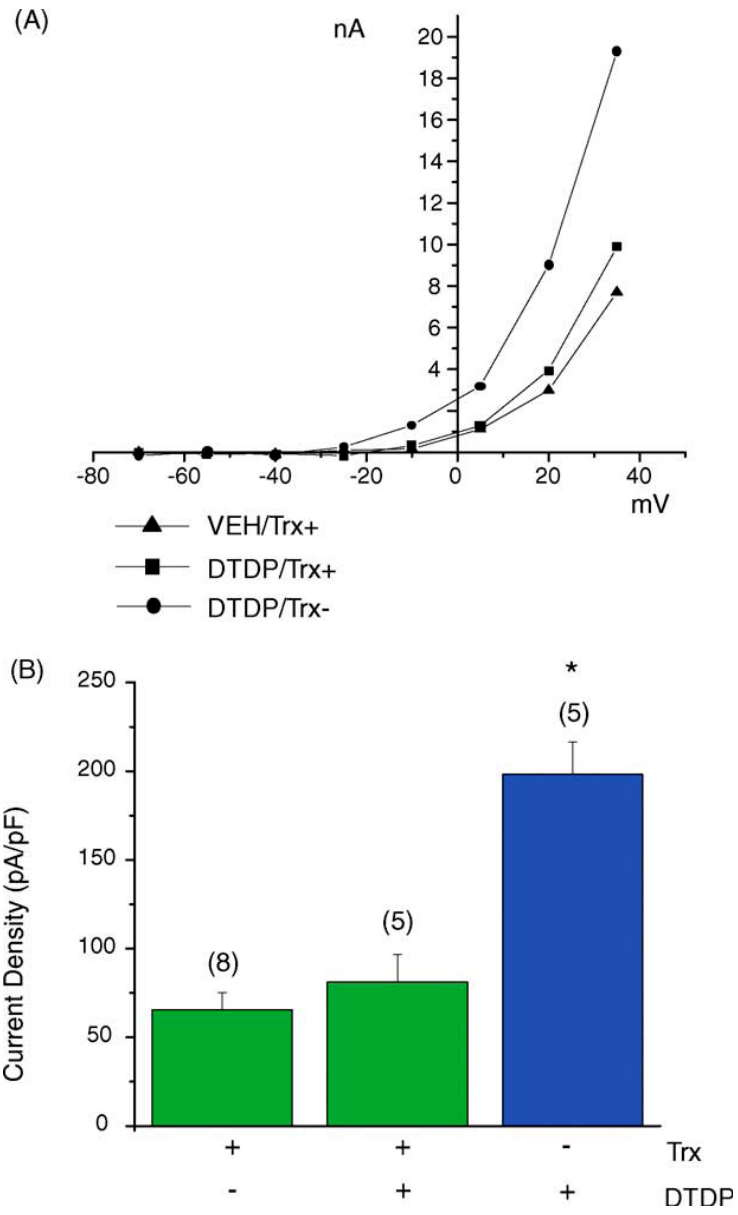 (A)
nA
20
18
16
14
12
10
8
6
4
-80 -60 -40 -20 0 20 40
mV
VEH/Trx+
DTDP/Trx+
DTDP/Trx-
(B)
250
200
150
100
50
0
Current Density (pA/pF)
(8)
(5)
*
(5)
+ + - Trx
- + + DTDP